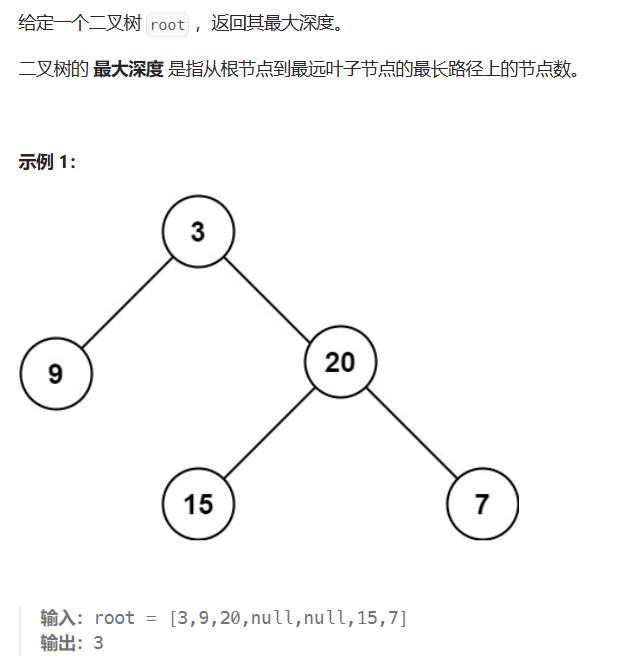 给定一个二叉树 root ，返回其最大深度。
二叉树的 最大深度 是指从根节点到最远叶子节点的最长路径上的节点数。
示例 1：
3
9
20
15
7
输入：root = [3,9,20,null,null,15,7]
输出：3